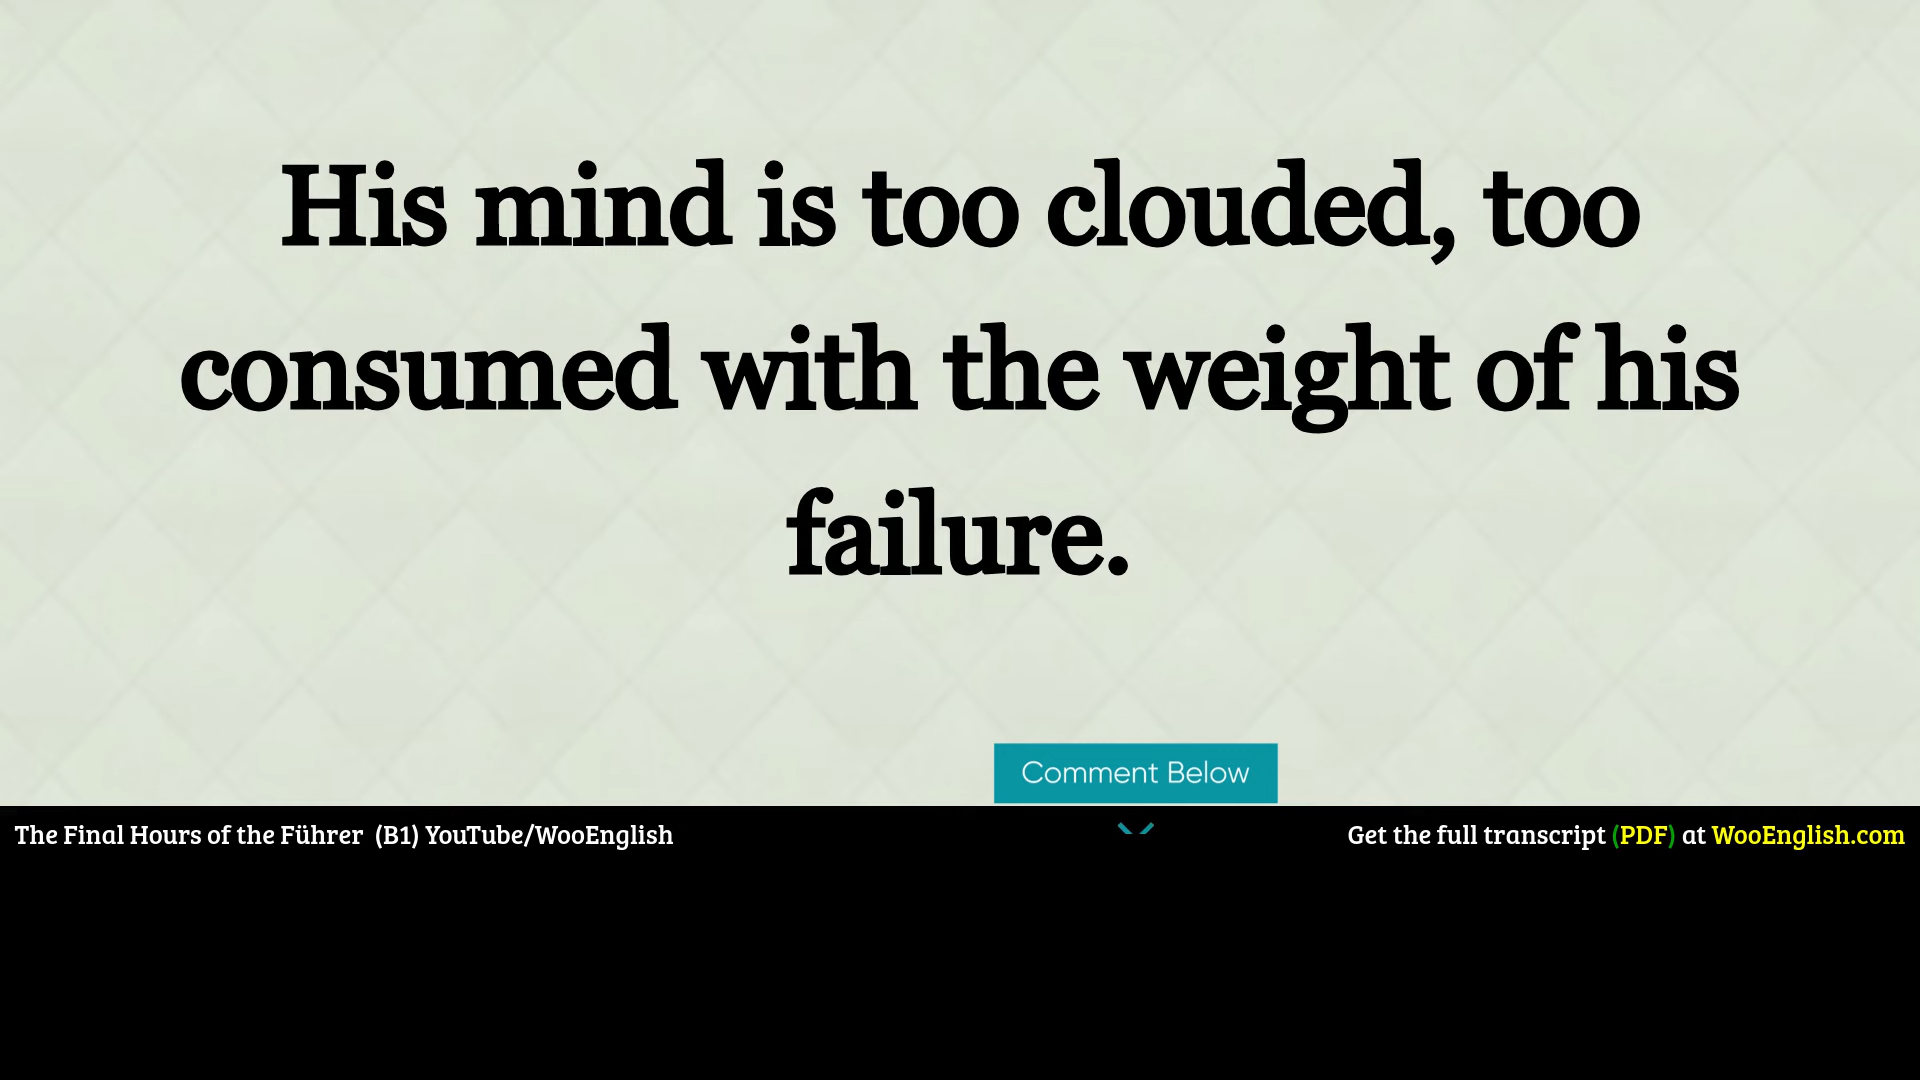 His mind is too clouded, too
consumed with the weight of his
failure.
Comment Below
The Final Hours of the Führer (B1) YouTube/WooEnglish
Get the full transcript (PDF) at WooEnglish.com